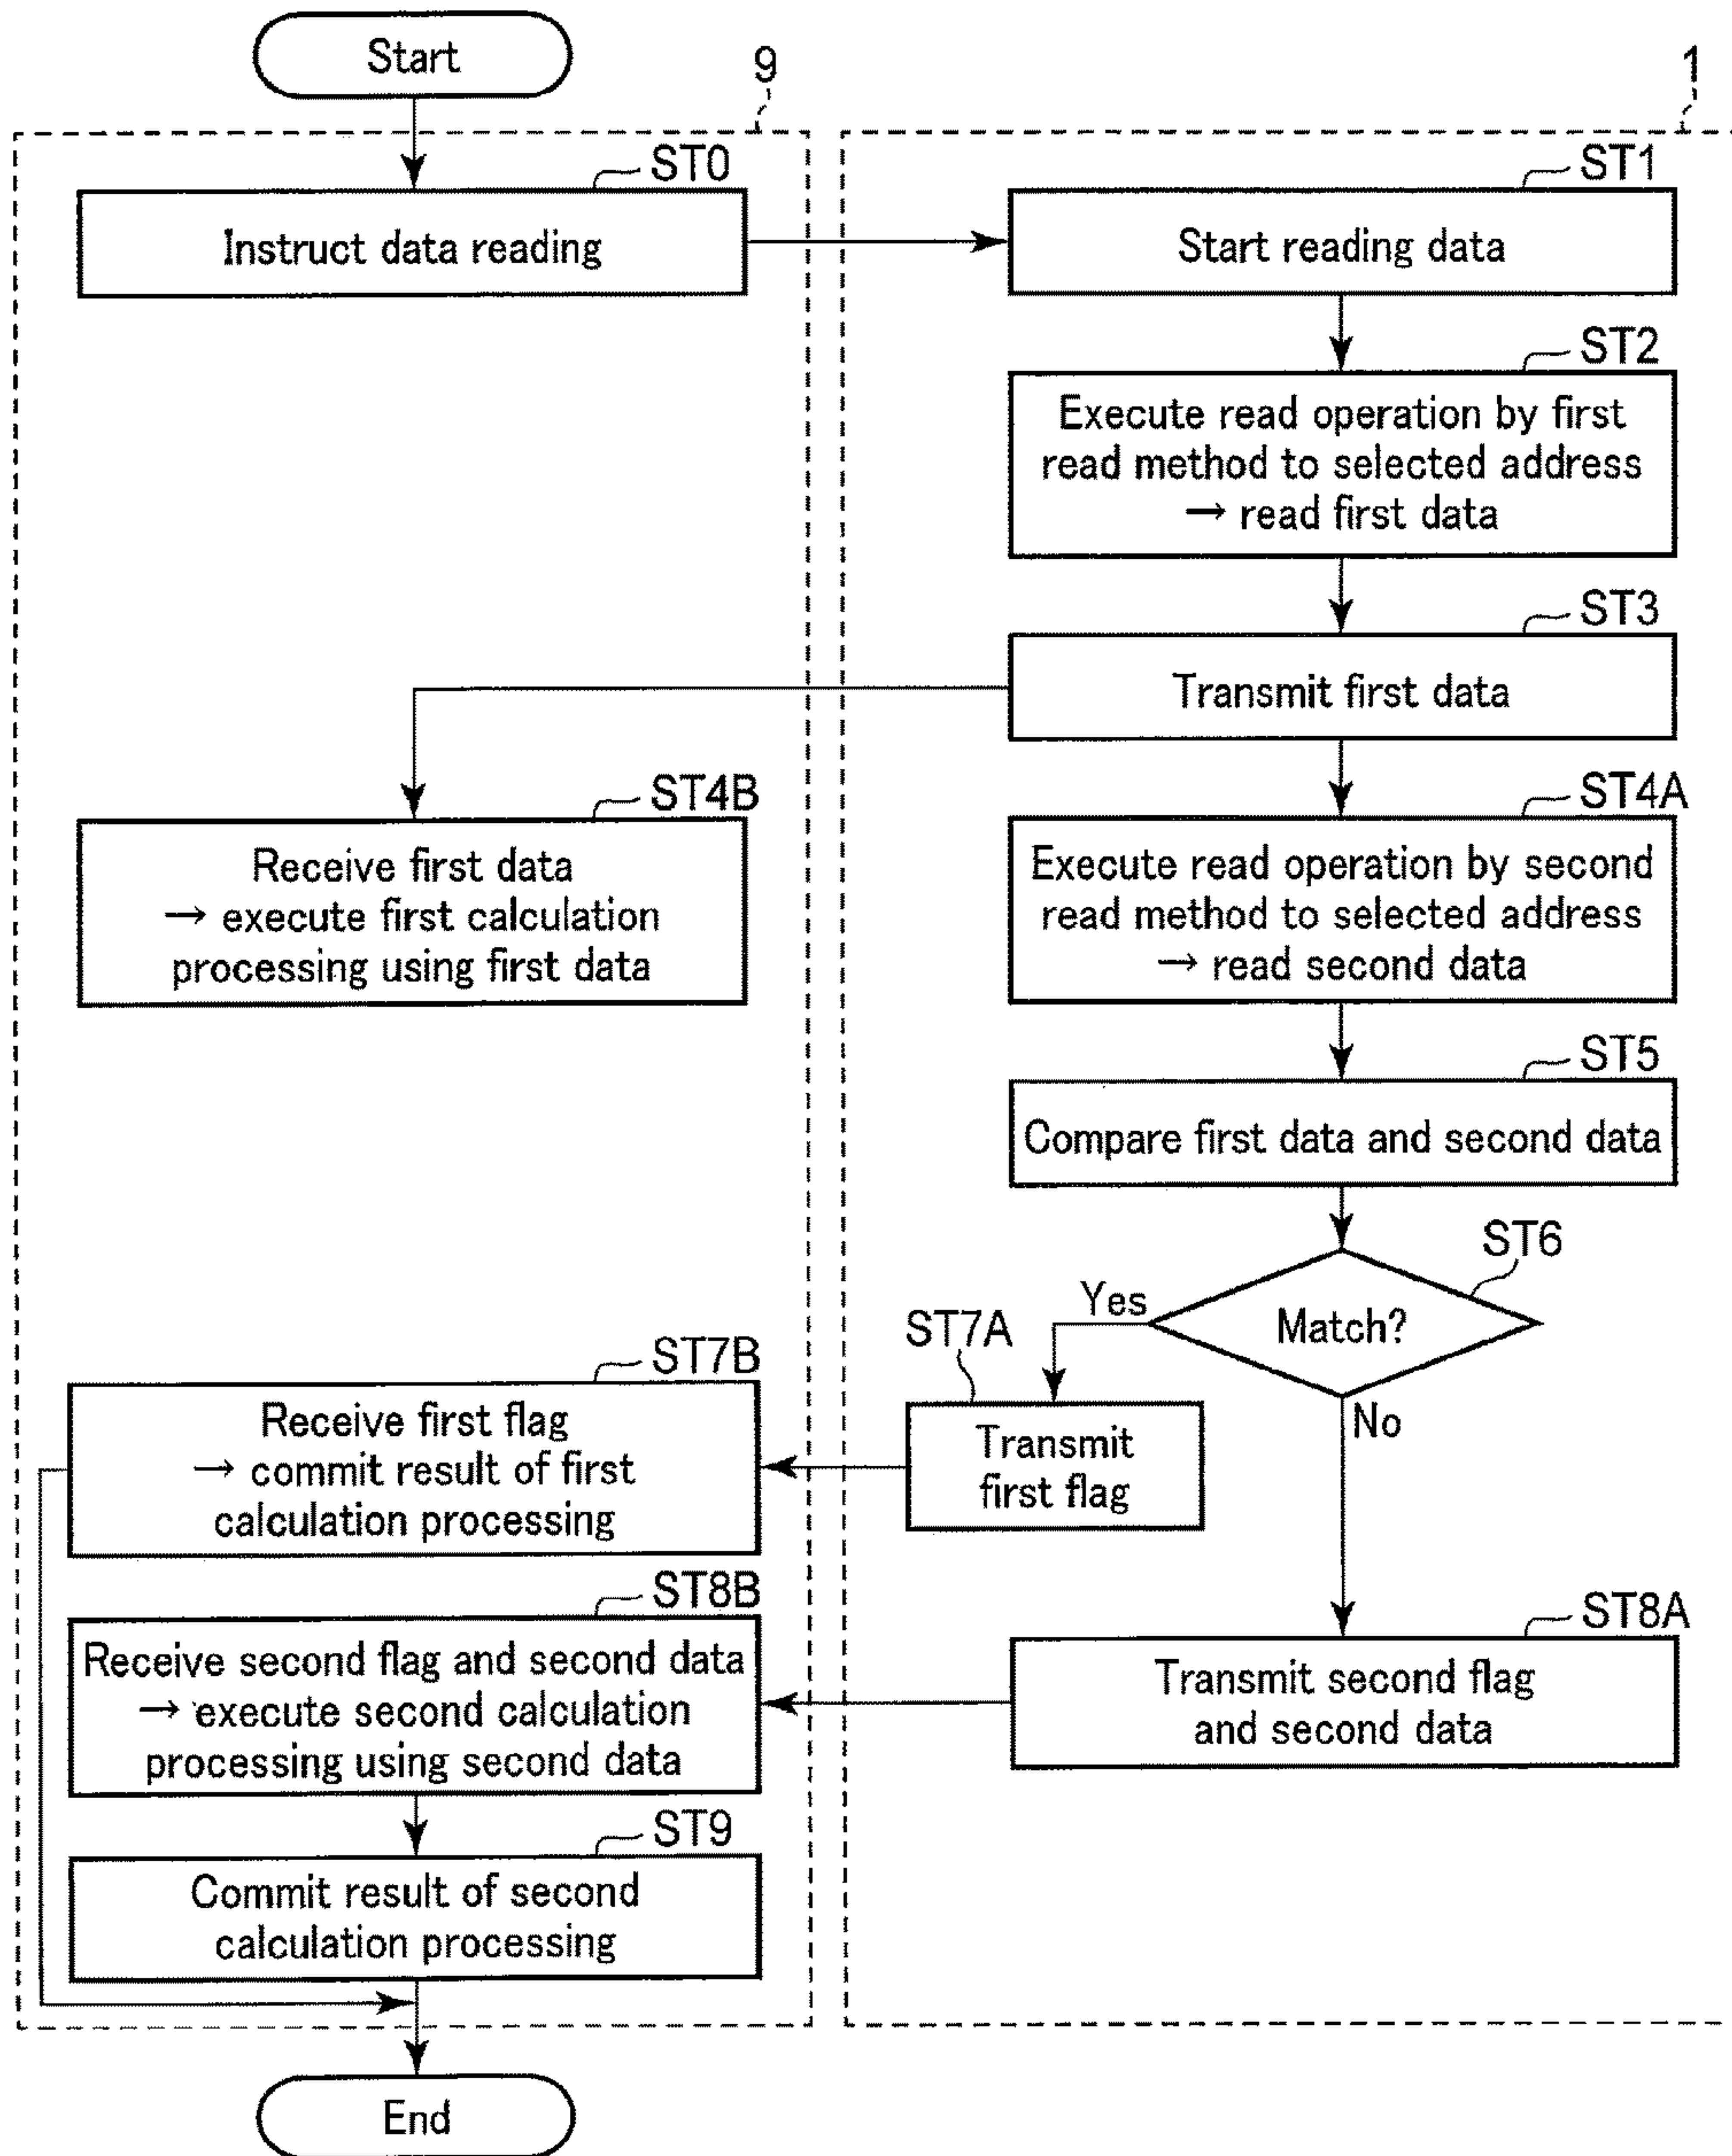 Start
9
1
ST0
Instruct data reading
ST1
Start reading data
ST2
Execute read operation by first
read method to selected address
→ read first data
ST3
Transmit first data
ST4B
Receive first data
→ execute first calculation
processing using first data
ST4A
Execute read operation by second
read method to selected address
→ read second data
ST5
Compare first data and second data
ST6
Match?
Yes
No
ST7A
Transmit
first flag
ST7B
Receive first flag
→ commit result of first
calculation processing
ST8A
Transmit second flag
and second data
ST8B
Receive second flag and second data
→ execute second calculation
processing using second data
ST9
Commit result of second
calculation processing
End